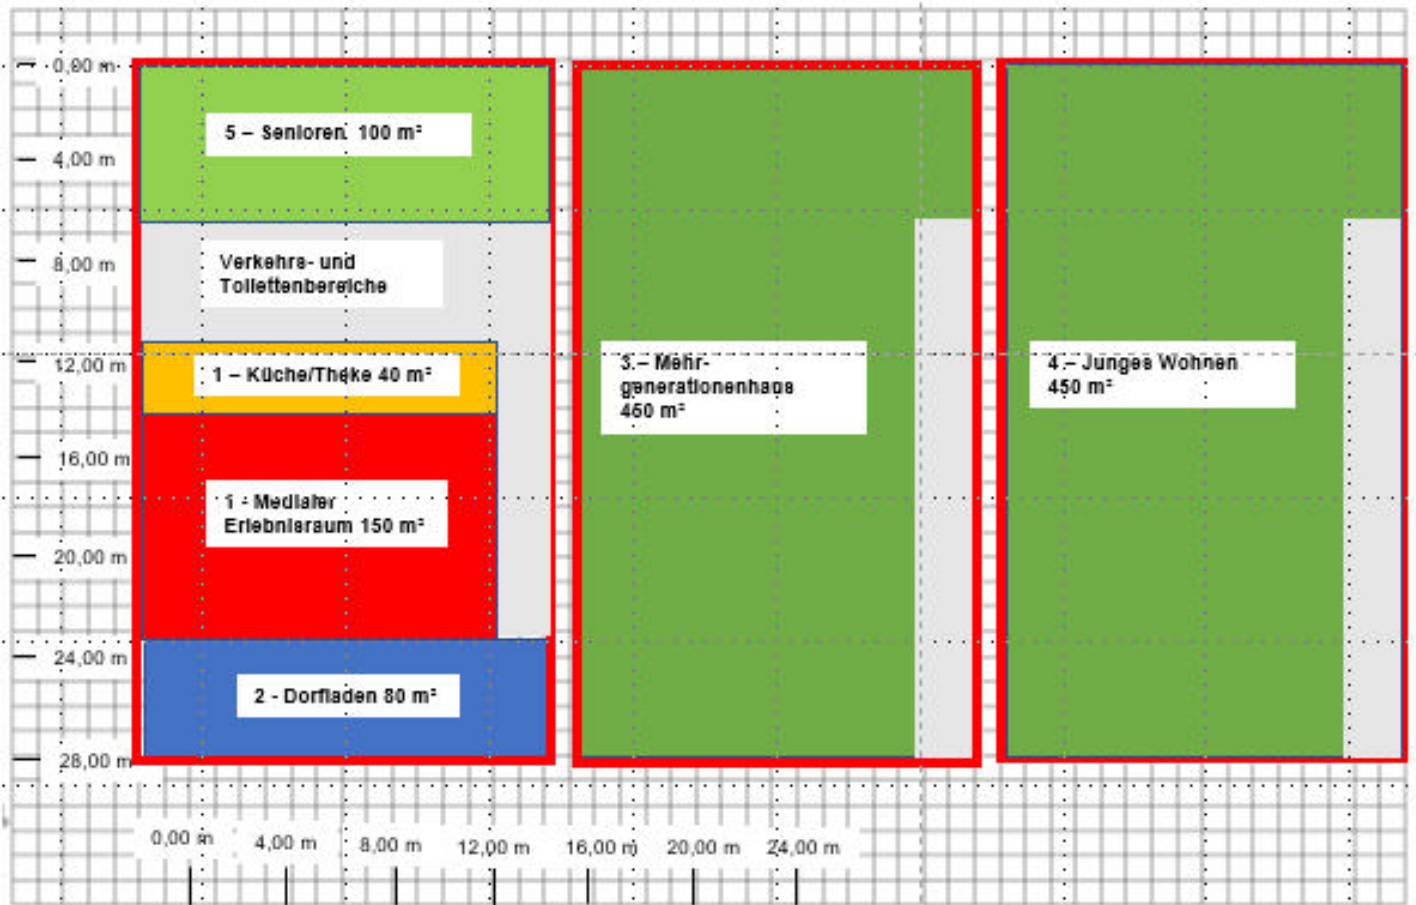 0,00 m
5 – Senioren 100 m²
4,00 m
Verkehrs- und
Toilettenbereiche
8,00 m
12,00 m
1 – Küche/Theke 40 m²
3 – Mehr-
generationenhaus
450 m²
4 – Junges Wohnen
450 m²
16,00 m
1 - Medialer
Erlebnisraum 150 m²
20,00 m
24,00 m
2 - Dorfladen 80 m²
28,00 m
0,00 m 4,00 m 8,00 m 12,00 m 16,00 m 20,00 m 24,00 m